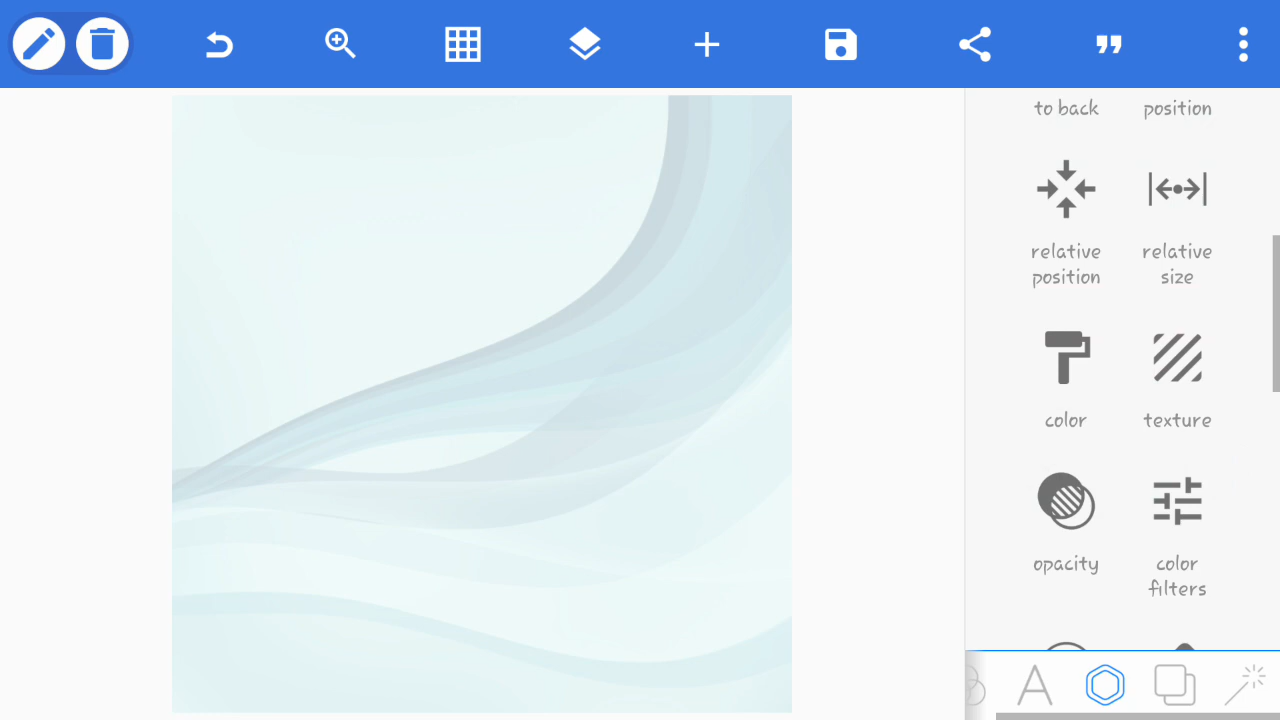 to back
position
relative
position
relative
size
color
texture
opacity
color
filters